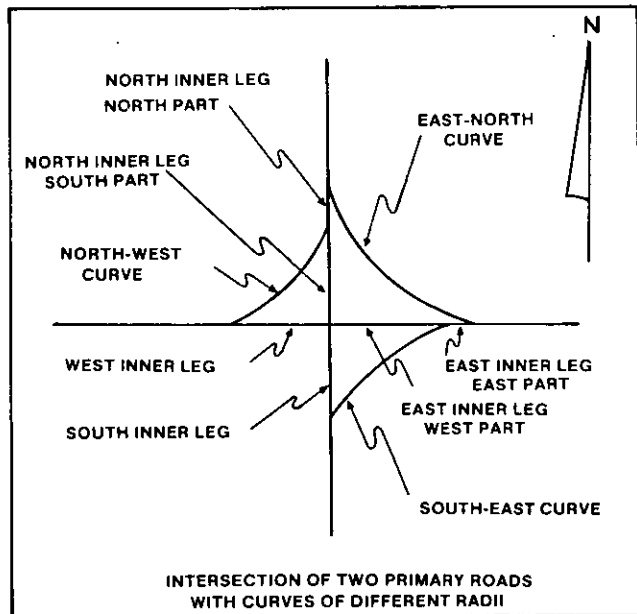 N
NORTH INNER LEG
NORTH PART
EAST-NORTH
CURVE
NORTH INNER LEG
SOUTH PART
NORTH-WEST
CURVE
WEST INNER LEG
EAST INNER LEG
EAST PART
EAST INNER LEG
WEST PART
SOUTH INNER LEG
SOUTH-EAST CURVE
INTERSECTION OF TWO PRIMARY ROADS
WITH CURVES OF DIFFERENT RADII